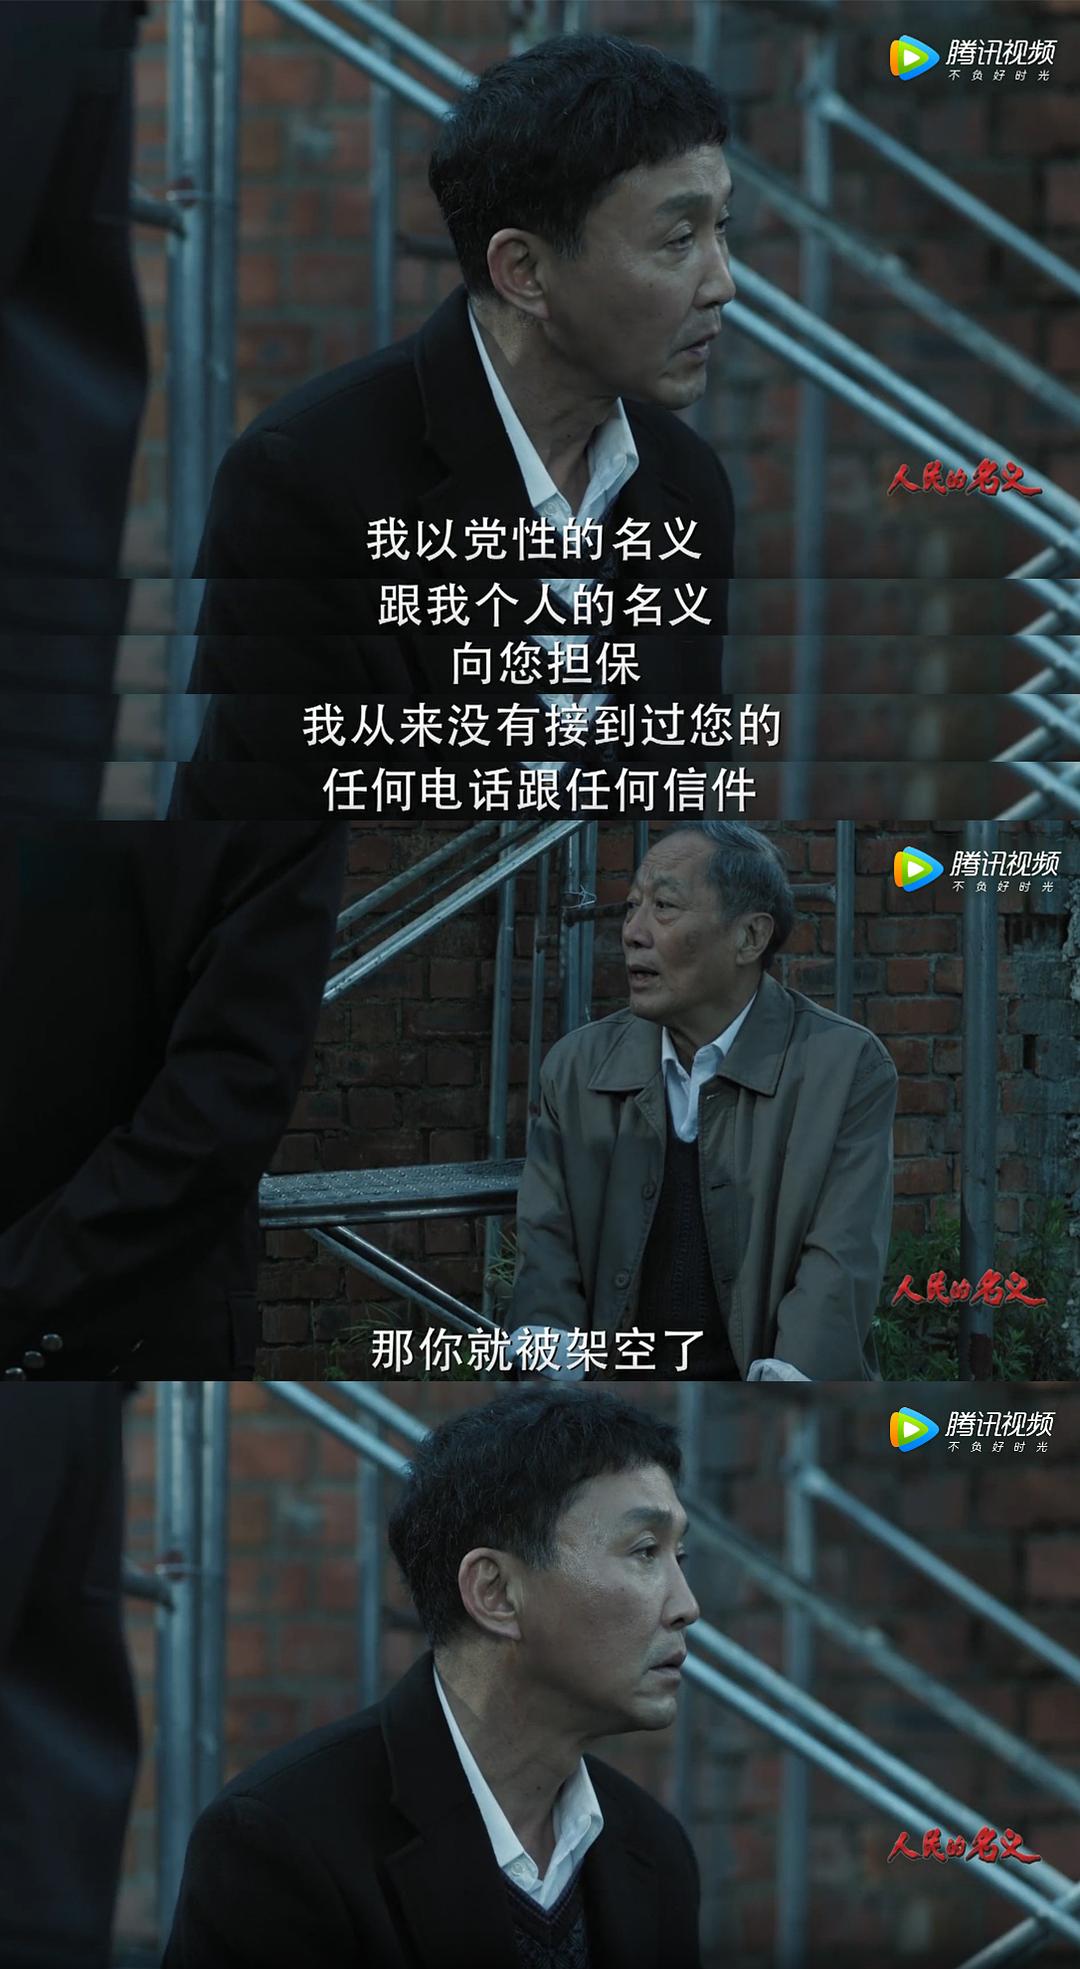 腾讯视频
不负好时光
人民的名义
我以党性的名义
跟我个人的名义
向您担保
我从来没有接到过您的
任何电话跟任何信件
腾讯视频
不负好时光
人民的名义
那你就被架空了
腾讯视频
不负好时光
人民的名义